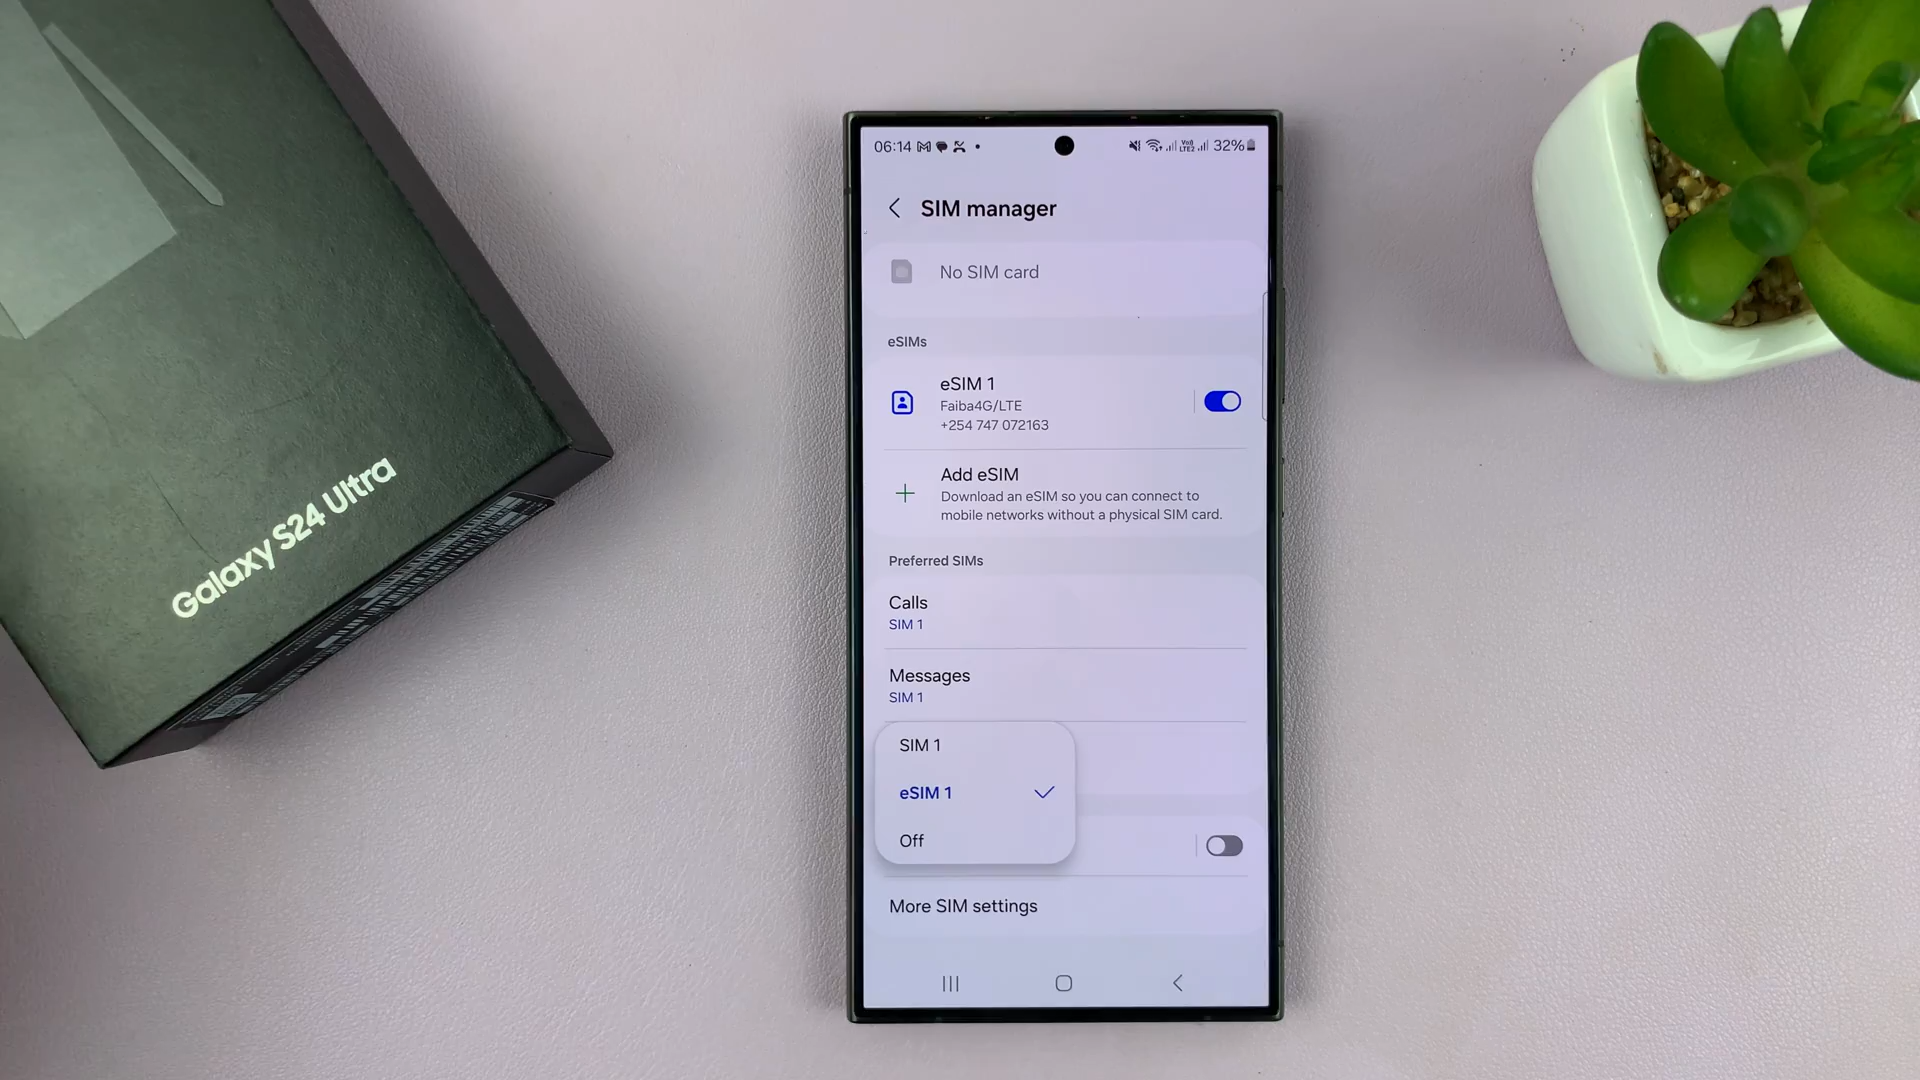 Galaxy S24 Ultra
06:14
32%
SIM manager
No SIM card
eSIMs
eSIM 1
Faiba4G/LTE
+254 747 072163
Add eSIM
Download an eSIM so you can connect to
mobile networks without a physical SIM card.
Preferred SIMs
Calls
SIM 1
Messages
SIM 1
SIM 1
eSIM 1
Off
More SIM settings